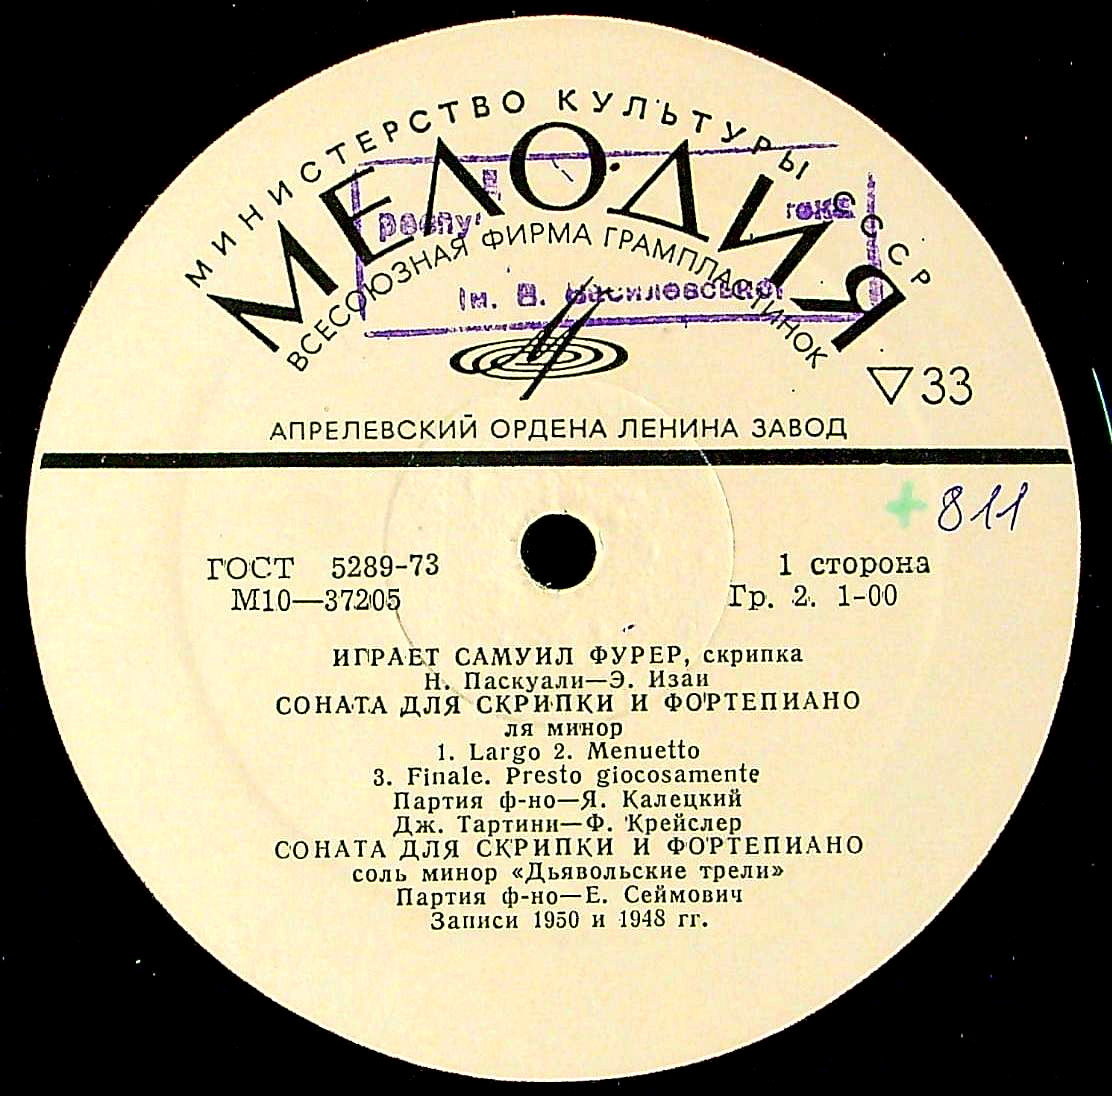 МИНИСТЕРСТВО КУЛЬТУРЫ СССР
МЕЛОДИЯ
ВСЕСОЮЗНАЯ ФИРМА ГРАМПЛАСТИНОК
Ім. В.
▽33
АПРЕЛЕВСКИЙ ОРДЕНА ЛЕНИНА ЗАВОД
+ 811
ГОСТ 5289-73
1 сторона
М10—37205
Гр. 2. 1-00
ИГРАЕТ САМУИЛ ФУРЕР, скрипка
Н. Паскуали—Э. Изаи
СОНАТА ДЛЯ СКРИПКИ И ФОРТЕПИАНО
ля минор
1. Largo 2. Menuetto
3. Finale. Presto giocosamente
Партия ф-но—Я. Калецкий
Дж. Тартини—Ф. Крейслер
СОНАТА ДЛЯ СКРИПКИ И ФОРТЕПИАНО
соль минор «Дьявольские трели»
Партия ф-но—Е. Сеймович
Записи 1950 и 1948 гг.